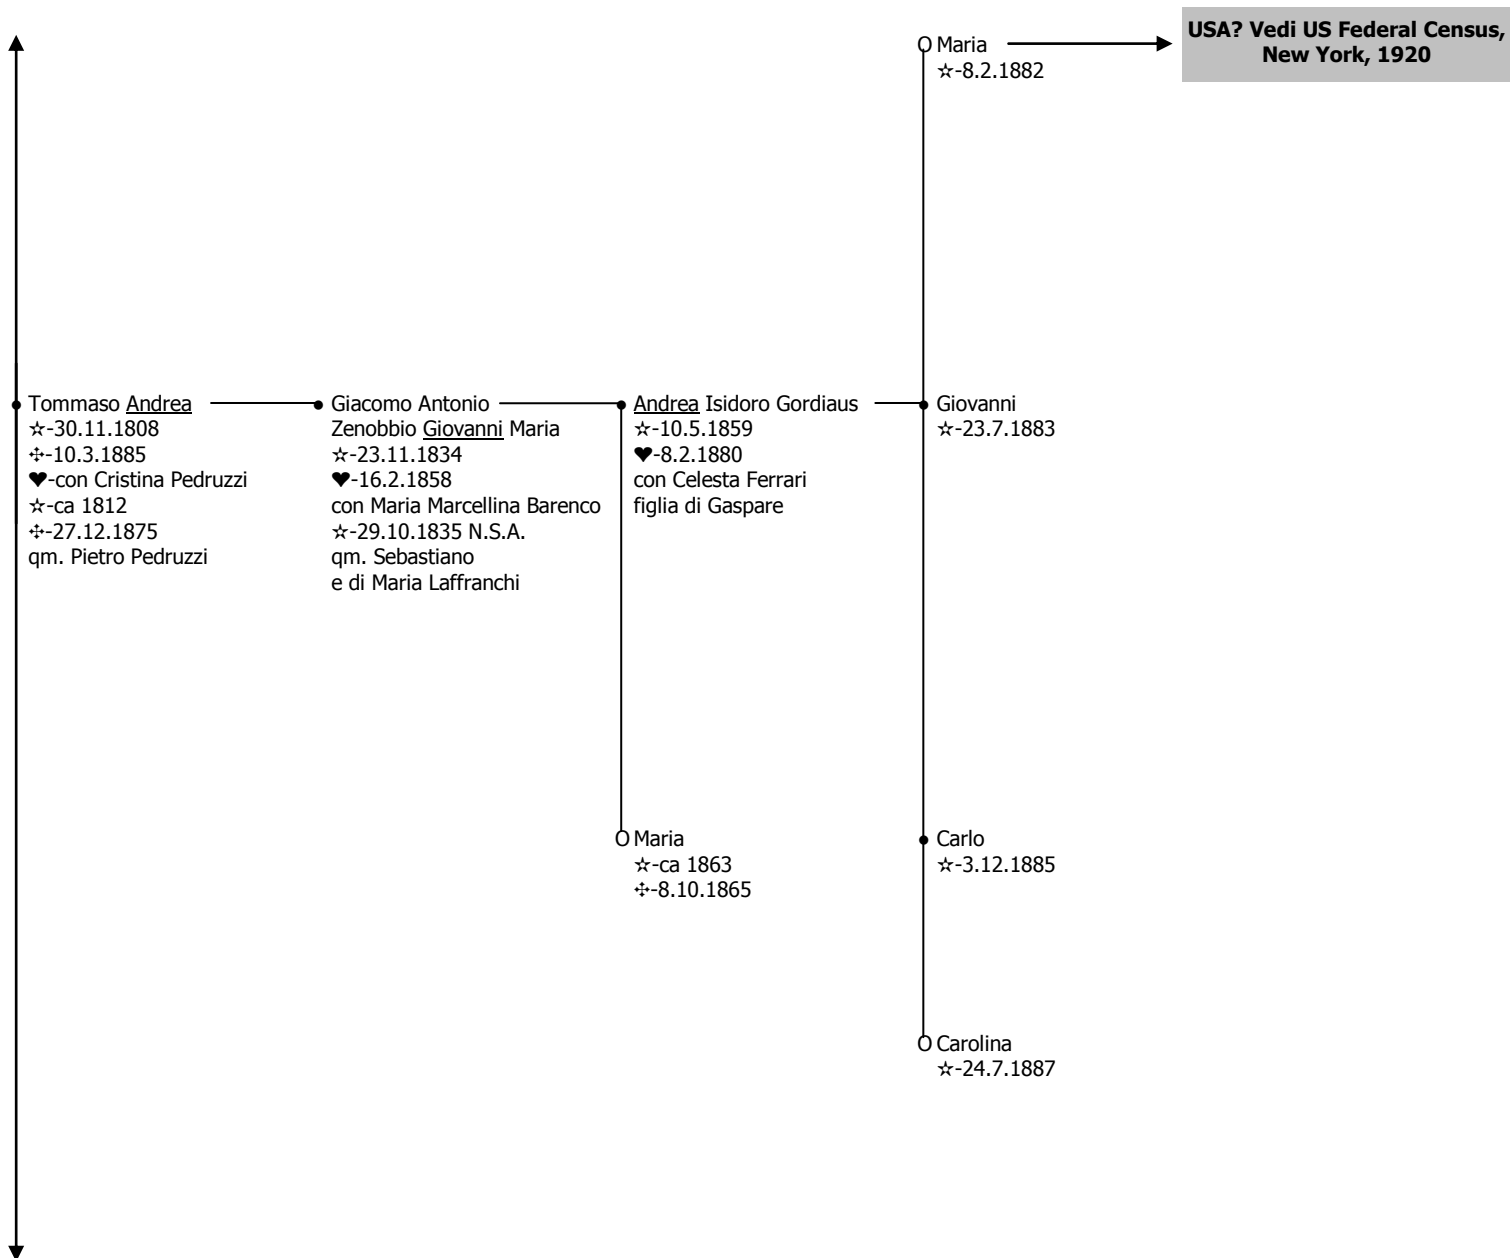 O Maria
☆-8.2.1882
USA? Vedi US Federal Census,
New York, 1920
Tommaso Andrea
☆-30.11.1808
✣-10.3.1885
♥-con Cristina Pedruzzi
☆-ca 1812
✣-27.12.1875
qm. Pietro Pedruzzi
Giacomo Antonio
Zenobbio Giovanni Maria
☆-23.11.1834
♥-16.2.1858
con Maria Marcellina Barenco
☆-29.10.1835 N.S.A.
qm. Sebastiano
e di Maria Laffranchi
Andrea Isidoro Gordiaus
☆-10.5.1859
♥-8.2.1880
con Celesta Ferrari
figlia di Gaspare
Giovanni
☆-23.7.1883
O Maria
☆-ca 1863
✣-8.10.1865
Carlo
☆-3.12.1885
O Carolina
☆-24.7.1887